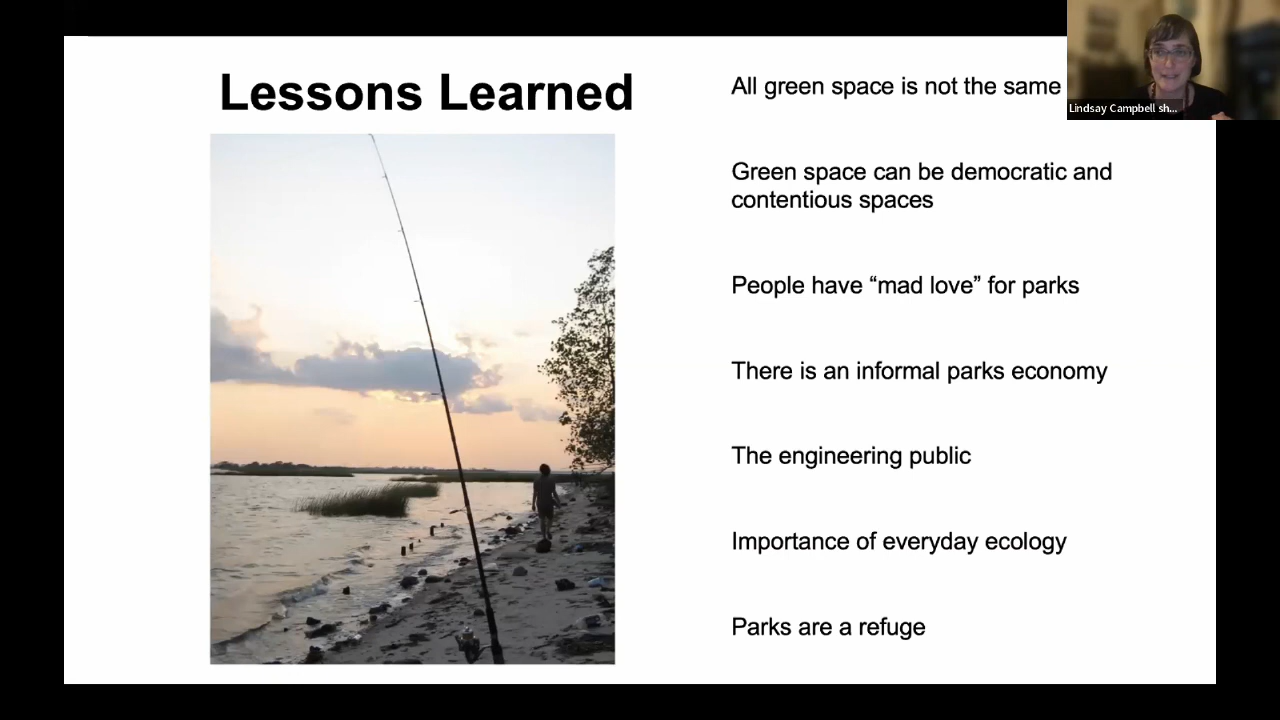 Lessons Learned
All green space is not the same
Green space can be democratic and
contentious spaces
People have “mad love” for parks
There is an informal parks economy
The engineering public
Importance of everyday ecology
Parks are a refuge
Lindsay Campbell sh...